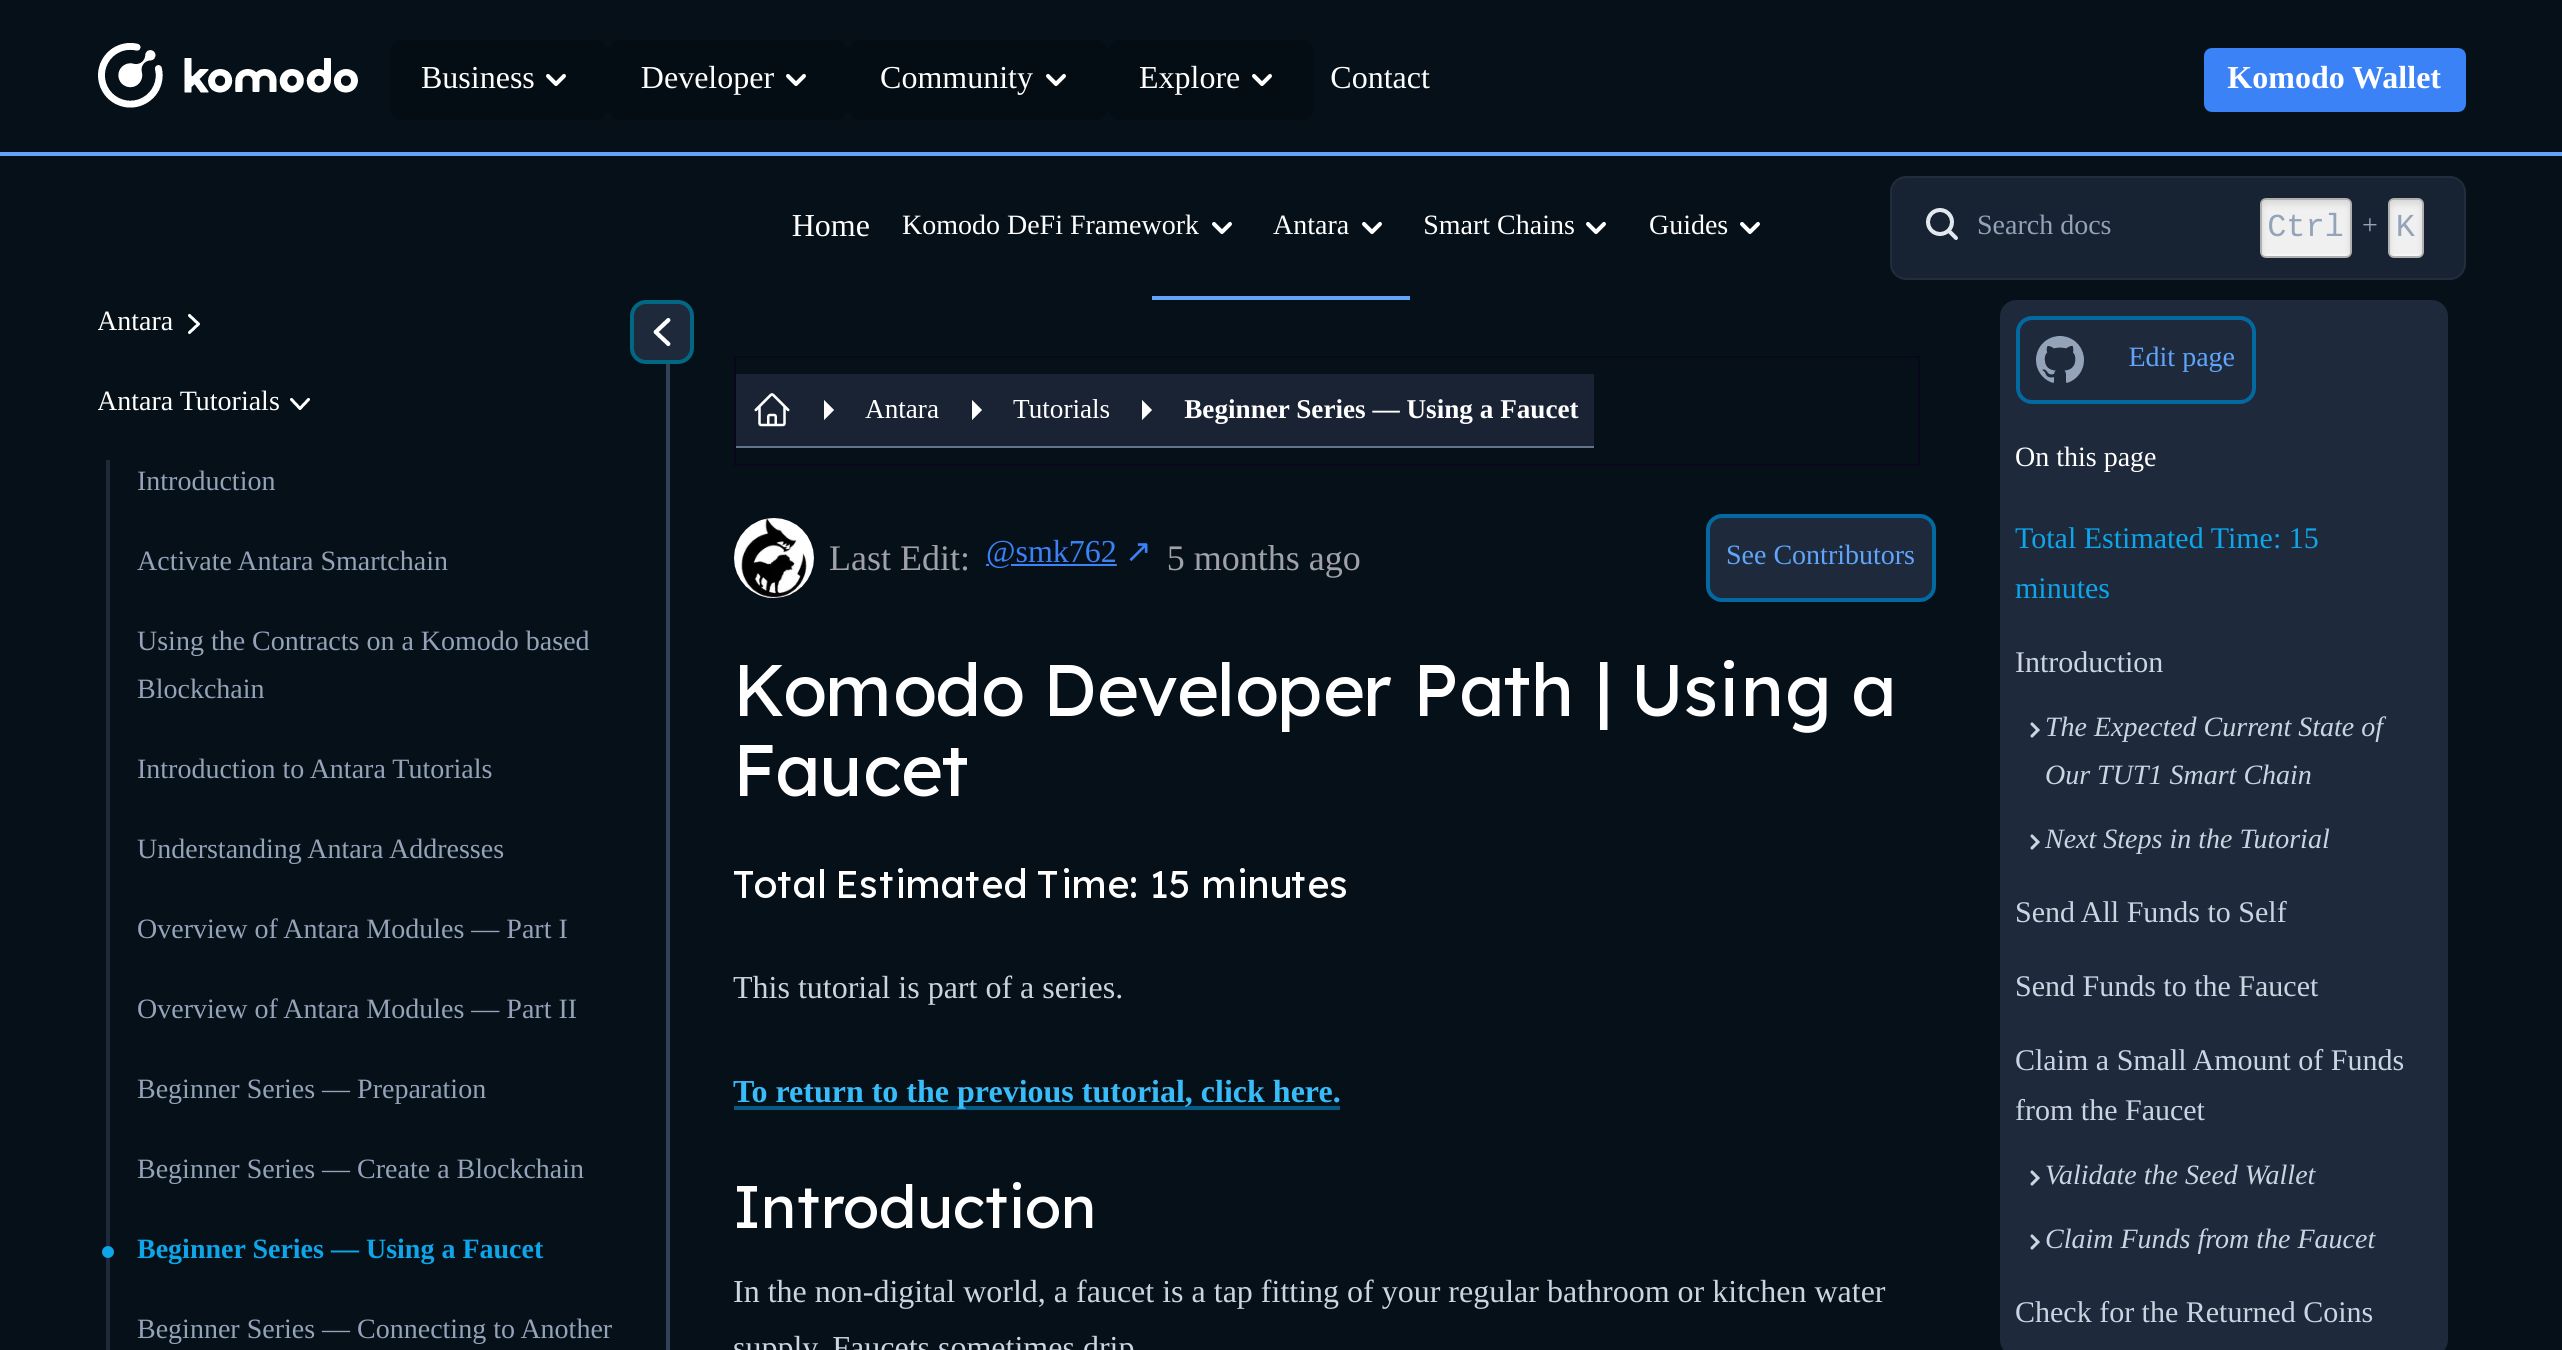 komodo
Business
Developer
Community
Explore
Contact
Komodo Wallet
Home
Komodo DeFi Framework
Antara
Smart Chains
Guides
Search docs
Ctrl + K
Antara
Antara Tutorials
Introduction
Activate Antara Smartchain
Using the Contracts on a Komodo based
Blockchain
Introduction to Antara Tutorials
Understanding Antara Addresses
Overview of Antara Modules — Part I
Overview of Antara Modules — Part II
Beginner Series — Preparation
Beginner Series — Create a Blockchain
Beginner Series — Using a Faucet
Beginner Series — Connecting to Another
Antara
Tutorials
Beginner Series — Using a Faucet
Last Edit: @smk762 ↗ 5 months ago
See Contributors
Komodo Developer Path | Using a
Faucet
Total Estimated Time: 15 minutes
This tutorial is part of a series.
To return to the previous tutorial, click here.
Introduction
In the non-digital world, a faucet is a tap fitting of your regular bathroom or kitchen water
supply. Faucets sometimes drip.
Edit page
On this page
Total Estimated Time: 15
minutes
Introduction
The Expected Current State of
Our TUT1 Smart Chain
Next Steps in the Tutorial
Send All Funds to Self
Send Funds to the Faucet
Claim a Small Amount of Funds
from the Faucet
Validate the Seed Wallet
Claim Funds from the Faucet
Check for the Returned Coins